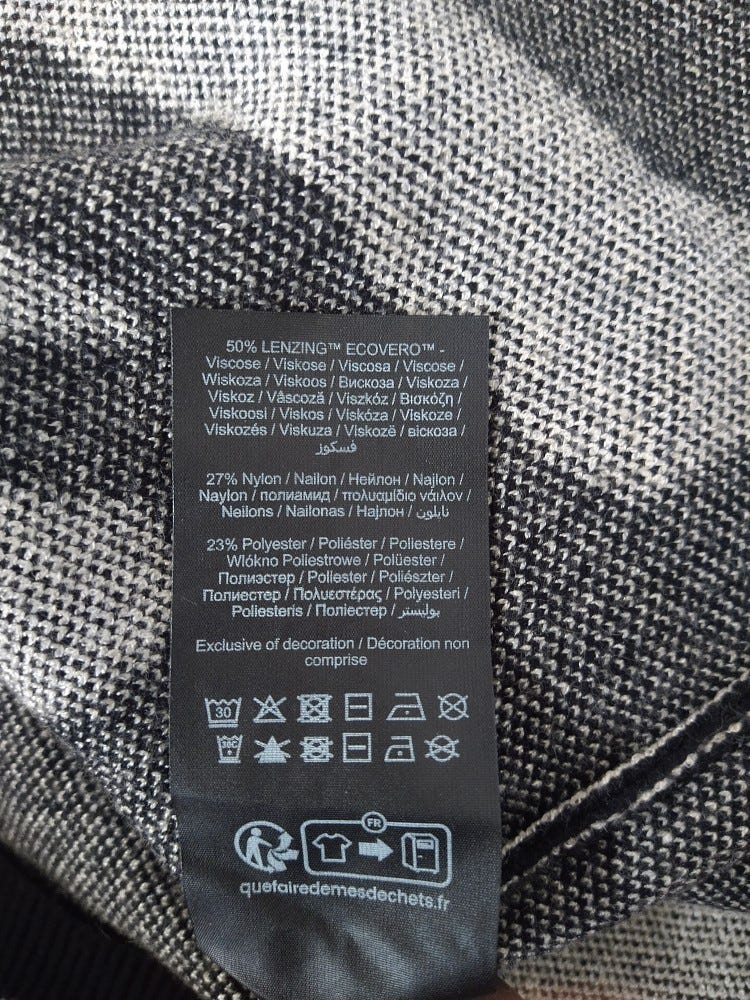 50% LENZING™ ECOVERO™ -
Viscose / Viskose / Viscosa / Viscose /
Wiskoza / Viskoos / Вискоза / Viskoza /
Viskoz / Vâscoză / Viszkóz / Βισκόζη /
Viskoosi / Viskos / Viskóza / Viskoze /
Viskozés / Viskuza / Viskozë / віскоза /
فسكوز
27% Nylon / Nailon / Нейлон / Najlon /
Naylon / полиамид / πολυαμίδιο νάιλον /
Neilons / Nailonas / Најлон / نايلون
23% Polyester / Poliéster / Poliestere /
Wlókno Poliestrowe / Polüester /
Полиэстер / Poliester / Poliészter /
Полиестер / Πολυεστέρας / Polyesteri /
Poliesteris / Поліестер / بوليستر
Exclusive of decoration / Décoration non
comprise
30
30C
FR
quefairedemesdechets.fr